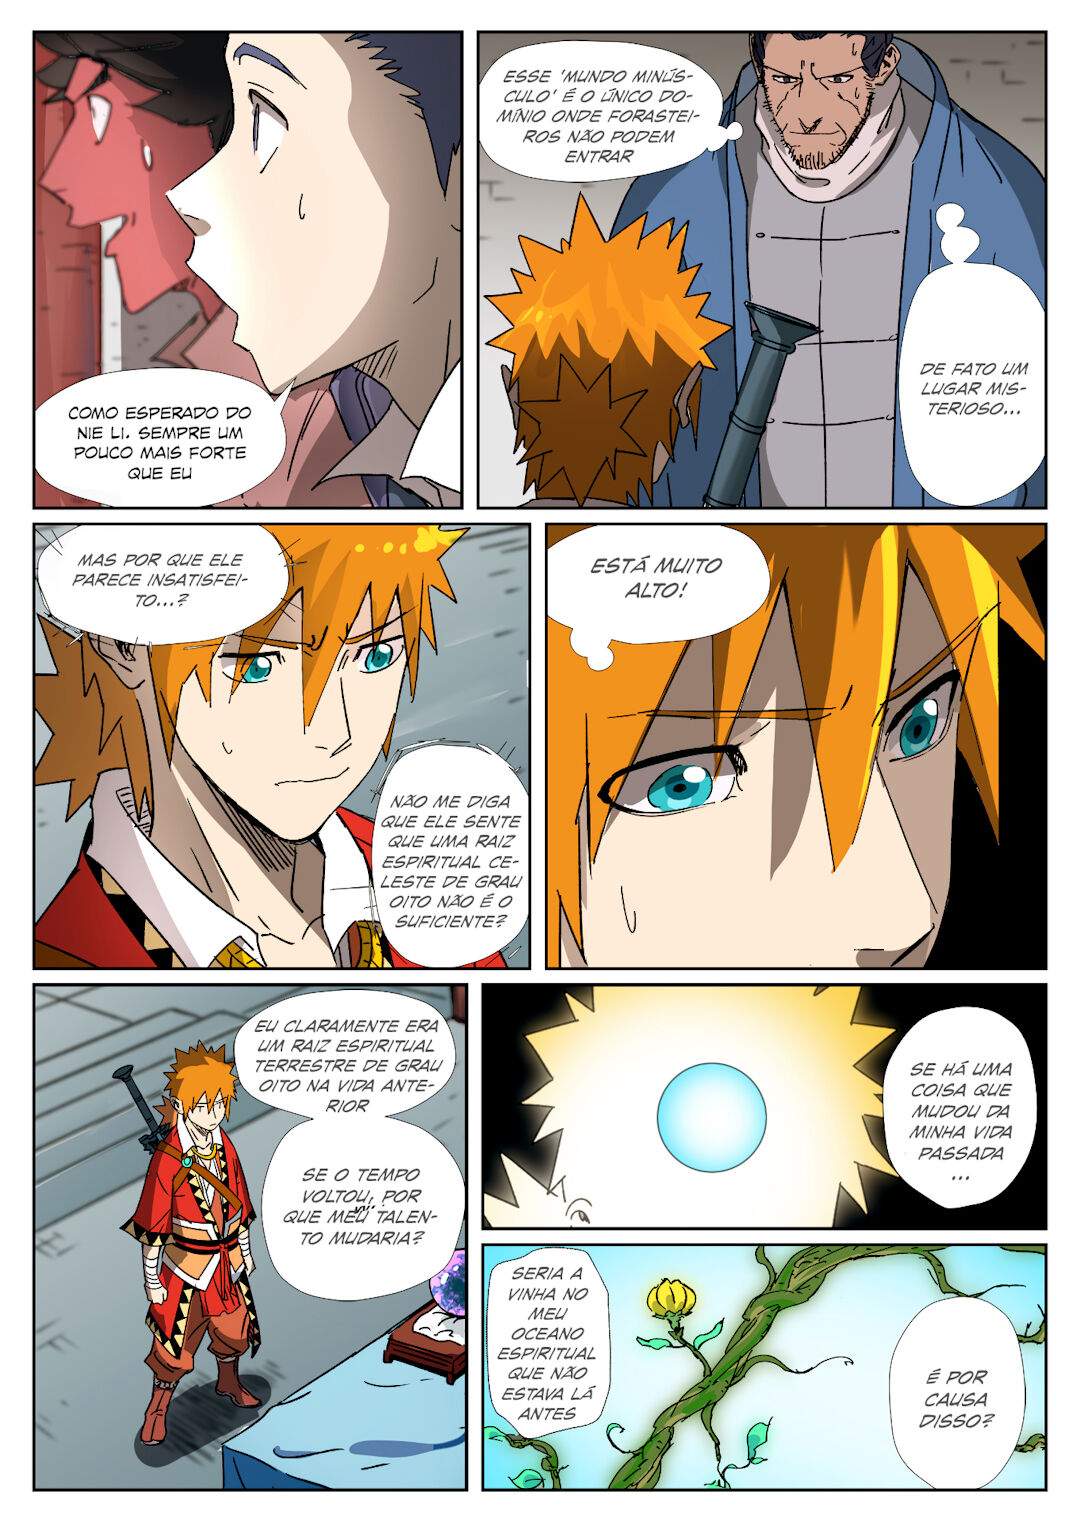 COMO ESPERADO DO
NIE LI. SEMPRE UM
POUCO MAIS FORTE
QUE EU
ESSE 'MUNDO MINÚS-
CULO' É O ÚNICO DO-
MÍNIO ONDE FORASTEI-
ROS NÃO PODEM
ENTRAR
DE FATO UM
LUGAR MIS-
TERIOSO...
MAS POR QUE ELE
PARECE INSATISFEI-
TO...?
NÃO ME DIGA
QUE ELE SENTE
QUE UMA RAIZ
ESPIRITUAL CE-
LESTE DE GRAU
OITO NÃO É O
SUFICIENTE?
ESTÁ MUITO
ALTO!
EU CLARAMENTE ERA
UM RAIZ ESPIRITUAL
TERRESTRE DE GRAU
OITO NA VIDA ANTE-
RIOR
SE O TEMPO
VOLTOU, POR
QUE MEU TALEN-
TO MUDARIA?
SE HÁ UMA
COISA QUE
MUDOU DA
MINHA VIDA
PASSADA
...
SERIA A
VINHA NO
MEU
OCEANO
ESPIRITUAL
QUE NÃO
ESTAVA LÁ
ANTES
É POR
CAUSA
DISSO?